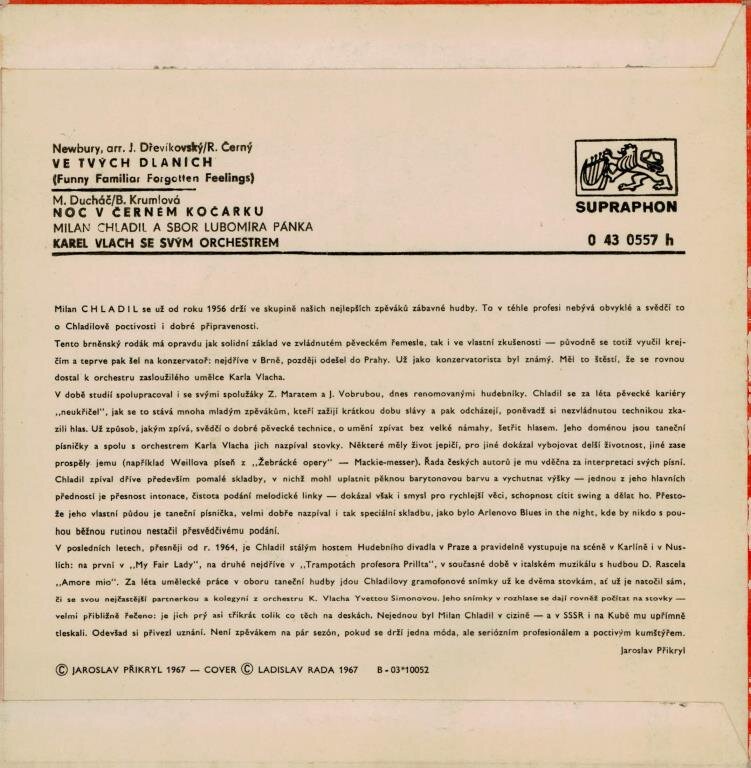 Newbury, arr. J. Dřevíkovský/R. Černý
VE TVÝCH DLANÍCH
(Funny Familiar Forgotten Feelings)
M. Ducháč/B. Krumlová
NOC V ČERNÉM KOČÁRKU
MILAN CHLADIL A SBOR LUBOMÍRA PÁNKA
KAREL VLACH SE SVÝM ORCHESTREM
SUPRAPHON
0 43 0557 h
Milan CHLADIL se už od roku 1956 drží ve skupině našich nejlepších zpěváků zábavné hudby. To v téhle profesi nebývá obvyklé a svědčí to
o Chladilově poctivosti i dobré připravenosti.
Tento brněnský rodák má opravdu jak solidní základ ve zvládnutém pěveckém řemesle, tak i ve vlastní zkušenosti — původně se totiž vyučil krej-
čím a teprve pak šel na konzervatoř: nejdříve v Brně, později odešel do Prahy. Už jako konzervatorista byl známý. Měl to štěstí, že se rovnou
dostal k orchestru zasloužilého umělce Karla Vlacha.
V době studií spolupracoval i se svými spolužáky Z. Maratem a J. Vobrubou, dnes renomovanými hudebníky. Chladil se za léta pěvecké kariéry
„neukřičel", jak se to stává mnoha mladým zpěvákům, kteří zažijí krátkou dobu slávy a pak odcházejí, poněvadž si nezvládnutou technikou zka-
zili hlas. Už způsob, jakým zpívá, svědčí o dobré pěvecké technice, o umění zpívat bez velké námahy, šetřit hlasem. Jeho doménou jsou taneční
písničky a spolu s orchestrem Karla Vlacha jich nazpíval stovky. Některé měly život jepičí, pro jiné dokázal vybojovat delší životnost, jiné zase
prospěly jemu (například Weillova píseň z „Žebrácké opery" — Mackie-messer). Řada českých autorů je mu vděčna za interpretaci svých písní.
Chladil zpíval dříve především pomalé skladby, v nichž mohl uplatnit pěknou barytonovou barvu a vychutnat výšky — jednou z jeho hlavních
předností je přesnost intonace, čistota podání melodické linky — dokázal však i smysl pro rychlejší věci, schopnost cítit swing a dělat ho. Přesto-
že jeho vlastní půdou je taneční písnička, velmi dobře nazpíval i tak speciální skladbu, jako bylo Arlenovo Blues in the night, kde by nikdo s pou-
hou běžnou rutinou nestačil přesvědčivému podání.
V posledních letech, přesněji od r. 1964, je Chladil stálým hostem Hudebního divadla v Praze a pravidelně vystupuje na scéně v Karlíně i v Nus-
lích: na první v „My Fair Lady", na druhé nejdříve v „Trampotách profesora Prillta", v současné době v italském muzikálu s hudbou D. Rascela
„Amore mio". Za léta umělecké práce v oboru taneční hudby jdou Chladilovy gramofonové snímky už ke dvěma stovkám, ať už je natočil sám,
či se svou nejčastější partnerkou a kolegyní z orchestru K. Vlacha Yvettou Simonovou. Jeho snímky v rozhlase se dají rovněž počítat na stovky —
velmi přibližně řečeno: je jich prý asi třikrát tolik co těch na deskách. Nejednou byl Milan Chladil v cizině — a v SSSR i na Kubě mu upřímně
tleskali. Odevšad si přivezl uznání. Není zpěvákem na pár sezón, pokud se drží jedna móda, ale seriózním profesionálem a poctivým kumštýřem.
Jaroslav Přikryl
© JAROSLAV PŘIKRYL 1967 — COVER © LADISLAV RADA 1967 B - 03*10052